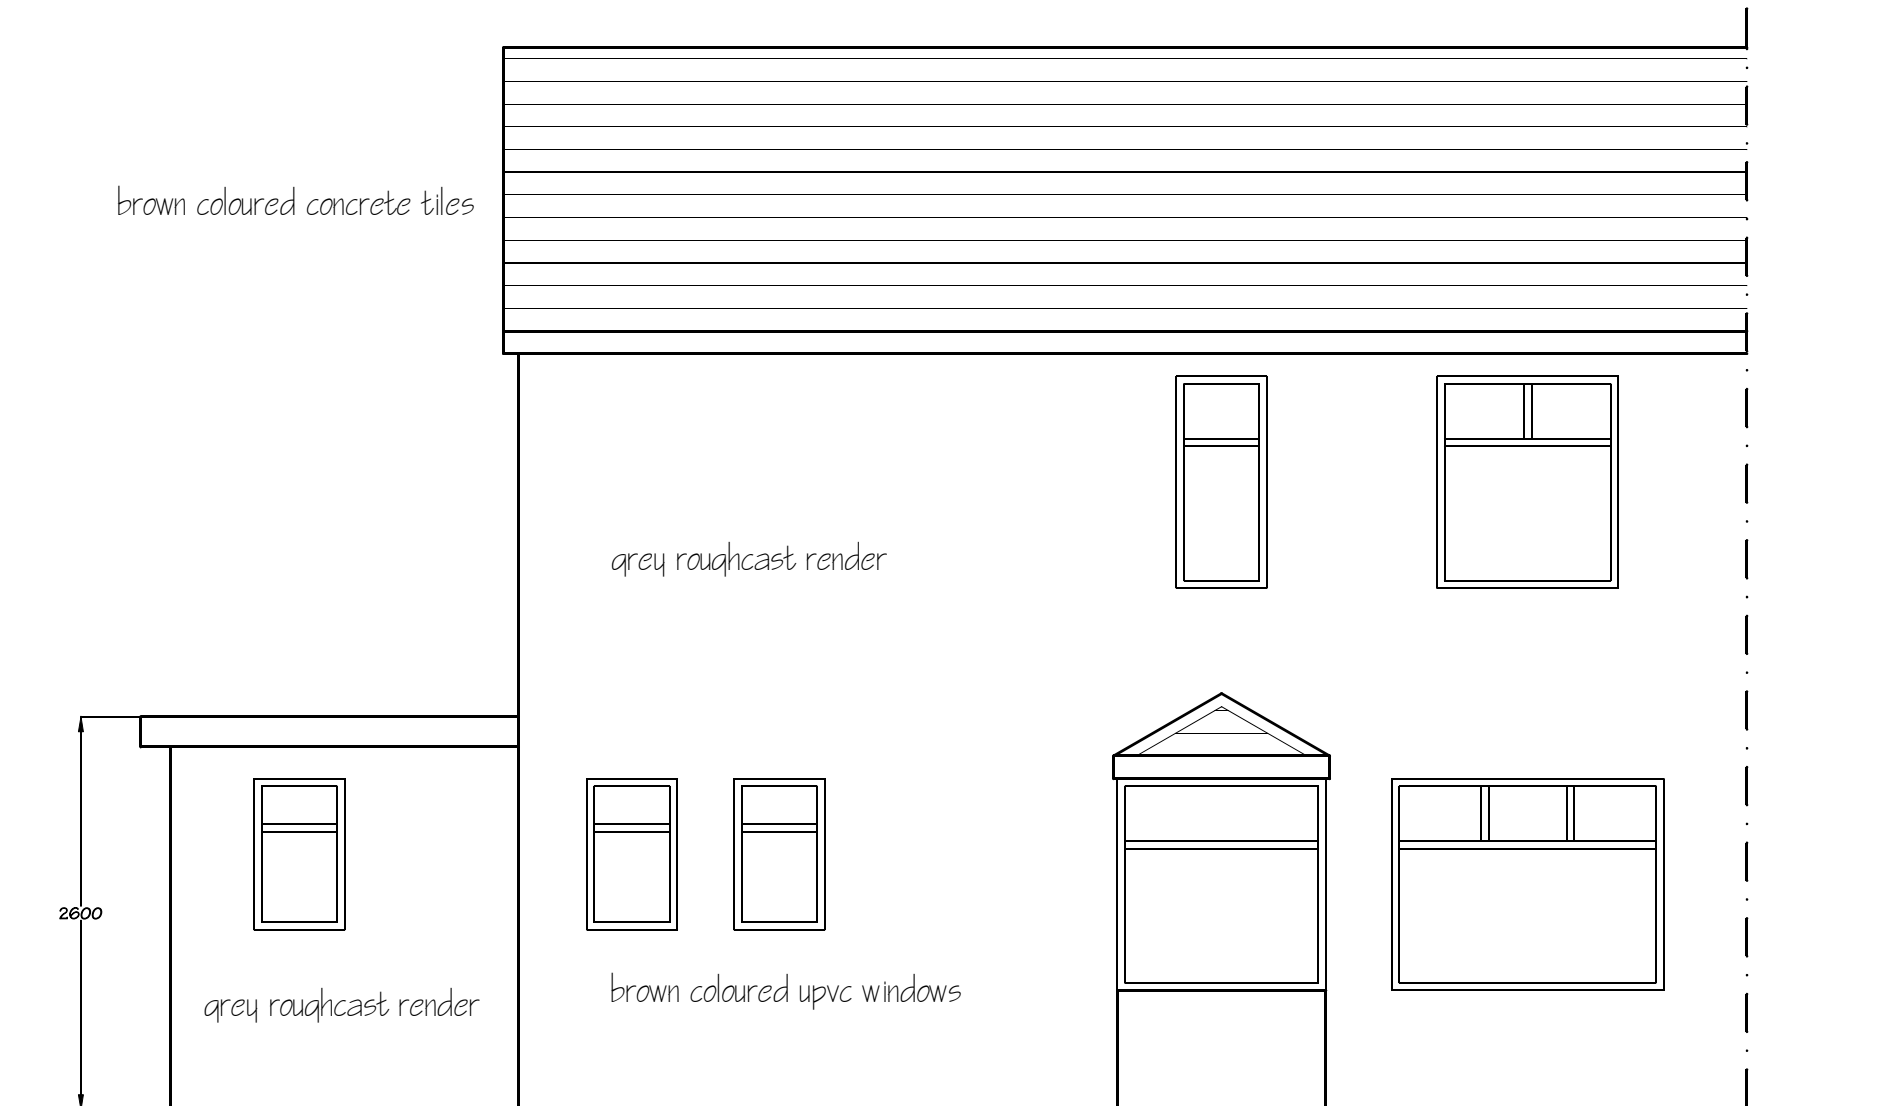 brown coloured concrete tiles
grey roughcast render
2600
brown coloured upvc windows
grey roughcast render